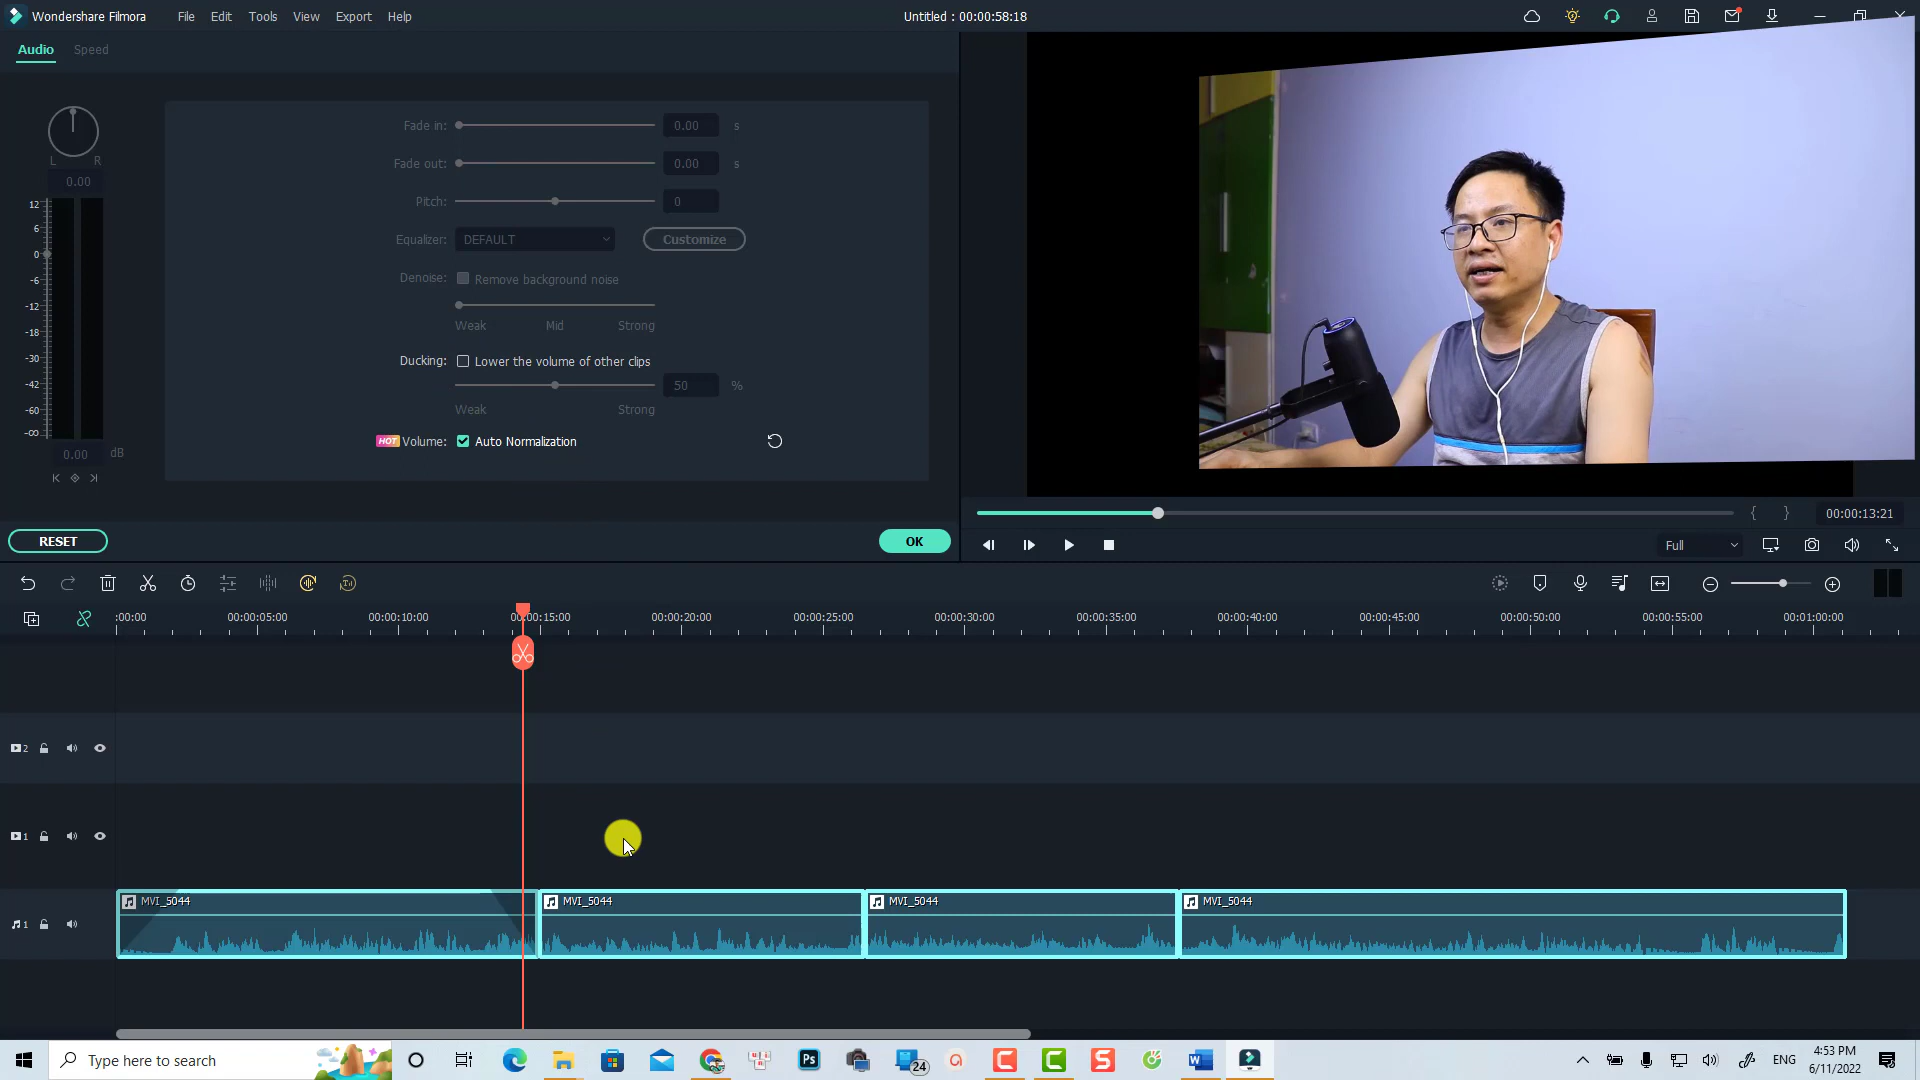 Wondershare Filmora File Edit Tools View Export Help Untitled : 00:00:58:18
Audio Speed
Fade in: 0.00 s
L R
Fade out: 0.00 s
0.00
Pitch: 0
12
6
0
-6
-12
-18
-30
-42
-60
-∞
0.00 dB
Equalizer: DEFAULT Customize
Denoise: Remove background noise
Weak Mid Strong
Ducking: Lower the volume of other clips
50 %
Weak Strong
HOT Volume: Auto Normalization
RESET OK
{ } 00:00:13:21
Full
:00:00 00:00:05:00 00:00:10:00 00:00:15:00 00:00:20:00 00:00:25:00 00:00:30:00 00:00:35:00 00:00:40:00 00:00:45:00 00:00:50:00 00:00:55:00 00:01:00:00
2
1
MVI_5044 MVI_5044 MVI_5044 MVI_5044
1
Type here to search Ps 24 C C S W ENG 4:53 PM
6/11/2022